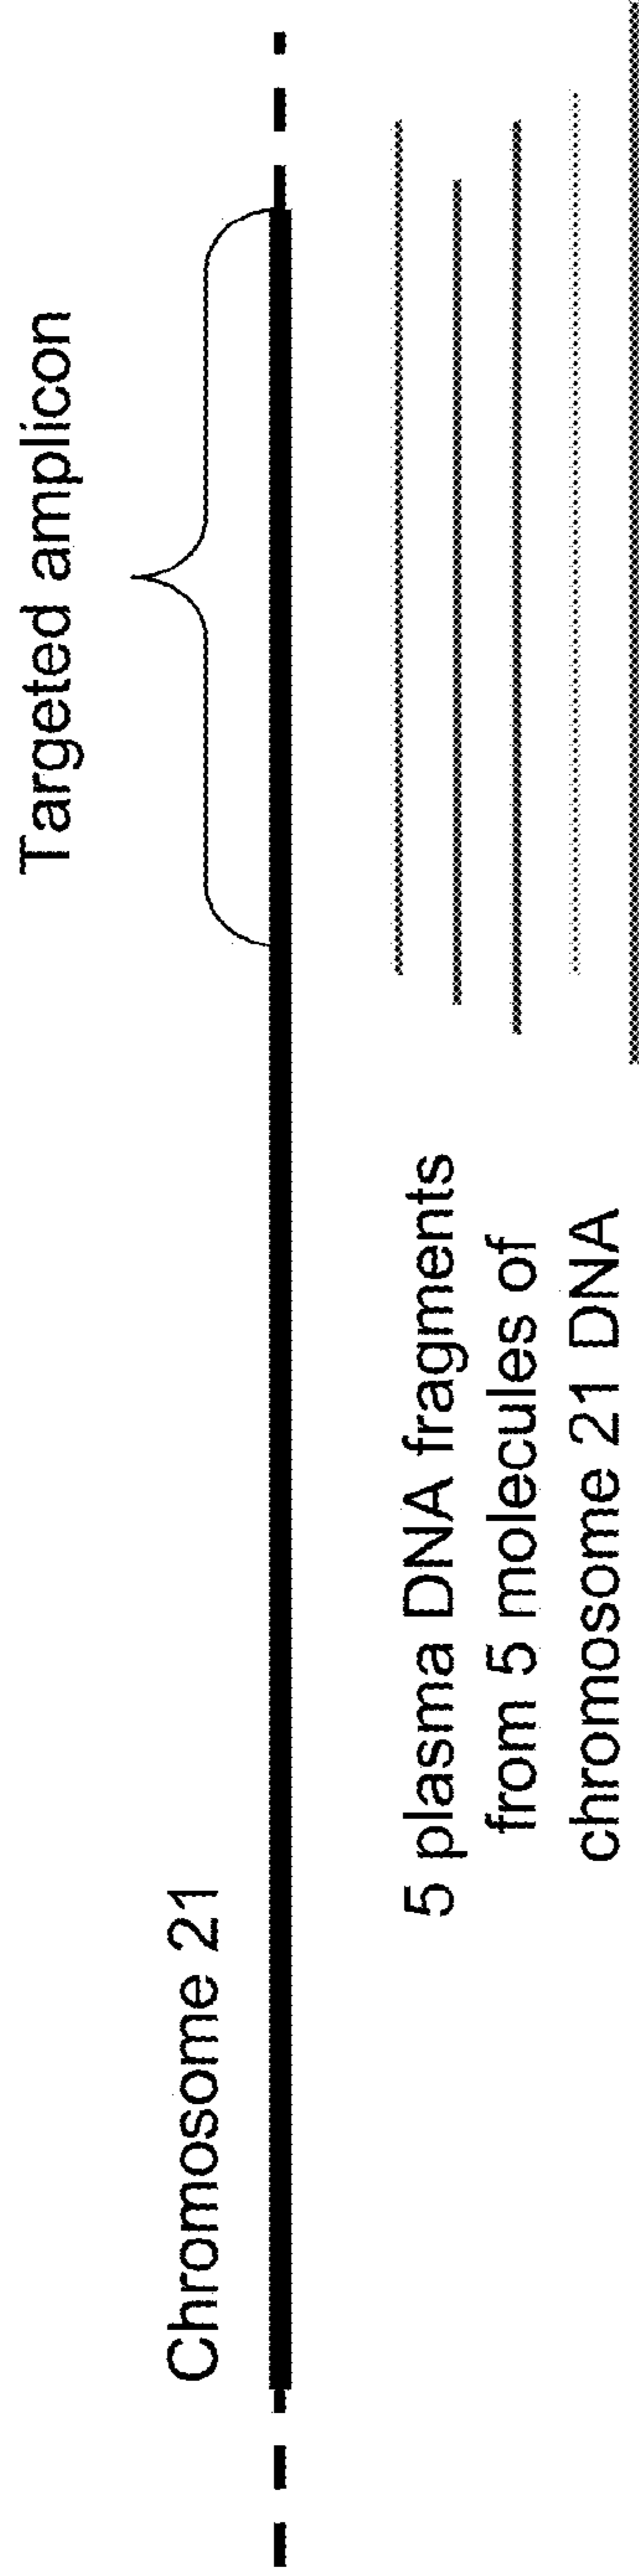 Targeted amplicon
Chromosome 21
5 plasma DNA fragments
from 5 molecules of
chromosome 21 DNA